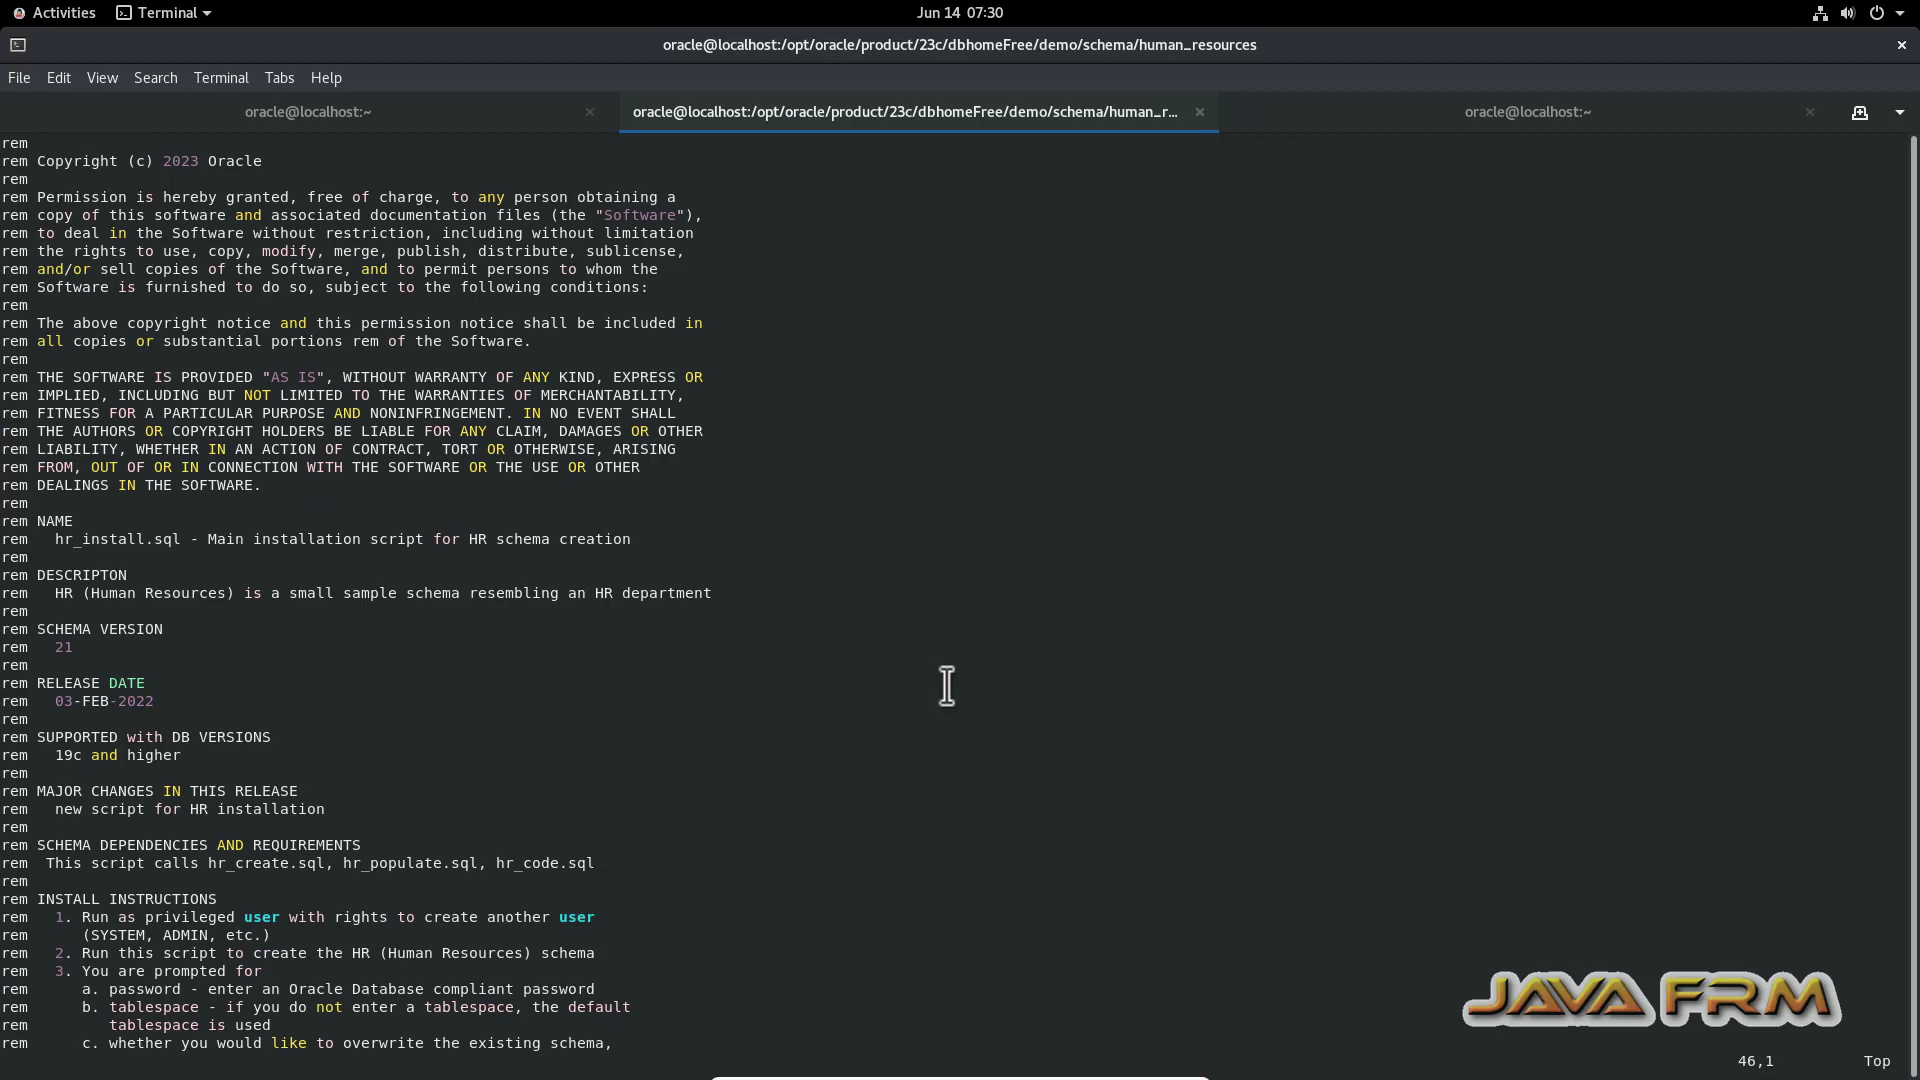 Activities
Terminal
Jun 14 07:30
oracle@localhost:/opt/oracle/product/23c/dbhomeFree/demo/schema/human_resources
File Edit View Search Terminal Tabs Help
oracle@localhost:~
oracle@localhost:/opt/oracle/product/23c/dbhomeFree/demo/schema/human_r...
oracle@localhost:~
rem
rem Copyright (c) 2023 Oracle
rem
rem Permission is hereby granted, free of charge, to any person obtaining a
rem copy of this software and associated documentation files (the "Software"),
rem to deal in the Software without restriction, including without limitation
rem the rights to use, copy, modify, merge, publish, distribute, sublicense,
rem and/or sell copies of the Software, and to permit persons to whom the
rem Software is furnished to do so, subject to the following conditions:
rem
rem The above copyright notice and this permission notice shall be included in
rem all copies or substantial portions rem of the Software.
rem
rem THE SOFTWARE IS PROVIDED "AS IS", WITHOUT WARRANTY OF ANY KIND, EXPRESS OR
rem IMPLIED, INCLUDING BUT NOT LIMITED TO THE WARRANTIES OF MERCHANTABILITY,
rem FITNESS FOR A PARTICULAR PURPOSE AND NONINFRINGEMENT. IN NO EVENT SHALL
rem THE AUTHORS OR COPYRIGHT HOLDERS BE LIABLE FOR ANY CLAIM, DAMAGES OR OTHER
rem LIABILITY, WHETHER IN AN ACTION OF CONTRACT, TORT OR OTHERWISE, ARISING
rem FROM, OUT OF OR IN CONNECTION WITH THE SOFTWARE OR THE USE OR OTHER
rem DEALINGS IN THE SOFTWARE.
rem
rem NAME
rem   hr_install.sql - Main installation script for HR schema creation
rem
rem DESCRIPTON
rem   HR (Human Resources) is a small sample schema resembling an HR department
rem
rem SCHEMA VERSION
rem   21
rem
rem RELEASE DATE
rem   03-FEB-2022
rem
rem SUPPORTED with DB VERSIONS
rem   19c and higher
rem
rem MAJOR CHANGES IN THIS RELEASE
rem   new script for HR installation
rem
rem SCHEMA DEPENDENCIES AND REQUIREMENTS
rem  This script calls hr_create.sql, hr_populate.sql, hr_code.sql
rem
rem INSTALL INSTRUCTIONS
rem   1. Run as privileged user with rights to create another user
rem      (SYSTEM, ADMIN, etc.)
rem   2. Run this script to create the HR (Human Resources) schema
rem   3. You are prompted for
rem      a. password - enter an Oracle Database compliant password
rem      b. tablespace - if you do not enter a tablespace, the default
rem         tablespace is used
rem      c. whether you would like to overwrite the existing schema,
46,1 Top
JAVA FRM